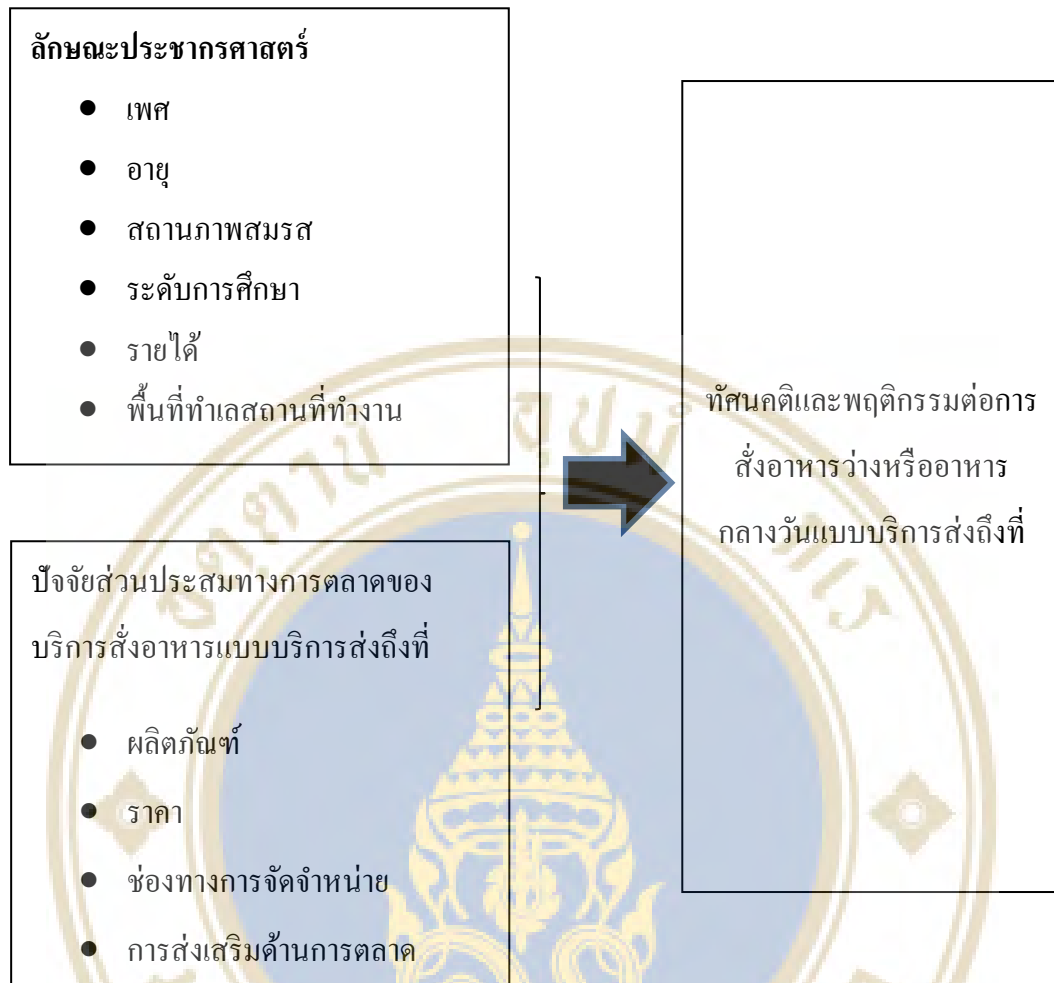 ลักษณะประชากรศาสตร์
● เพศ
● อายุ
● สถานภาพสมรส
● ระดับการศึกษา
● รายได้
● พื้นที่ทำเลสถานที่ทำงาน
ปัจจัยส่วนประสมทางการตลาดของ
บริการสั่งอาหารแบบบริการส่งถึงที่
● ผลิตภัณฑ์
● ราคา
● ช่องทางการจัดจำหน่าย
● การส่งเสริมด้านการตลาด
ทัศนคติและพฤติกรรมต่อการ
สั่งอาหารว่างหรืออาหาร
กลางวันแบบบริการส่งถึงที่